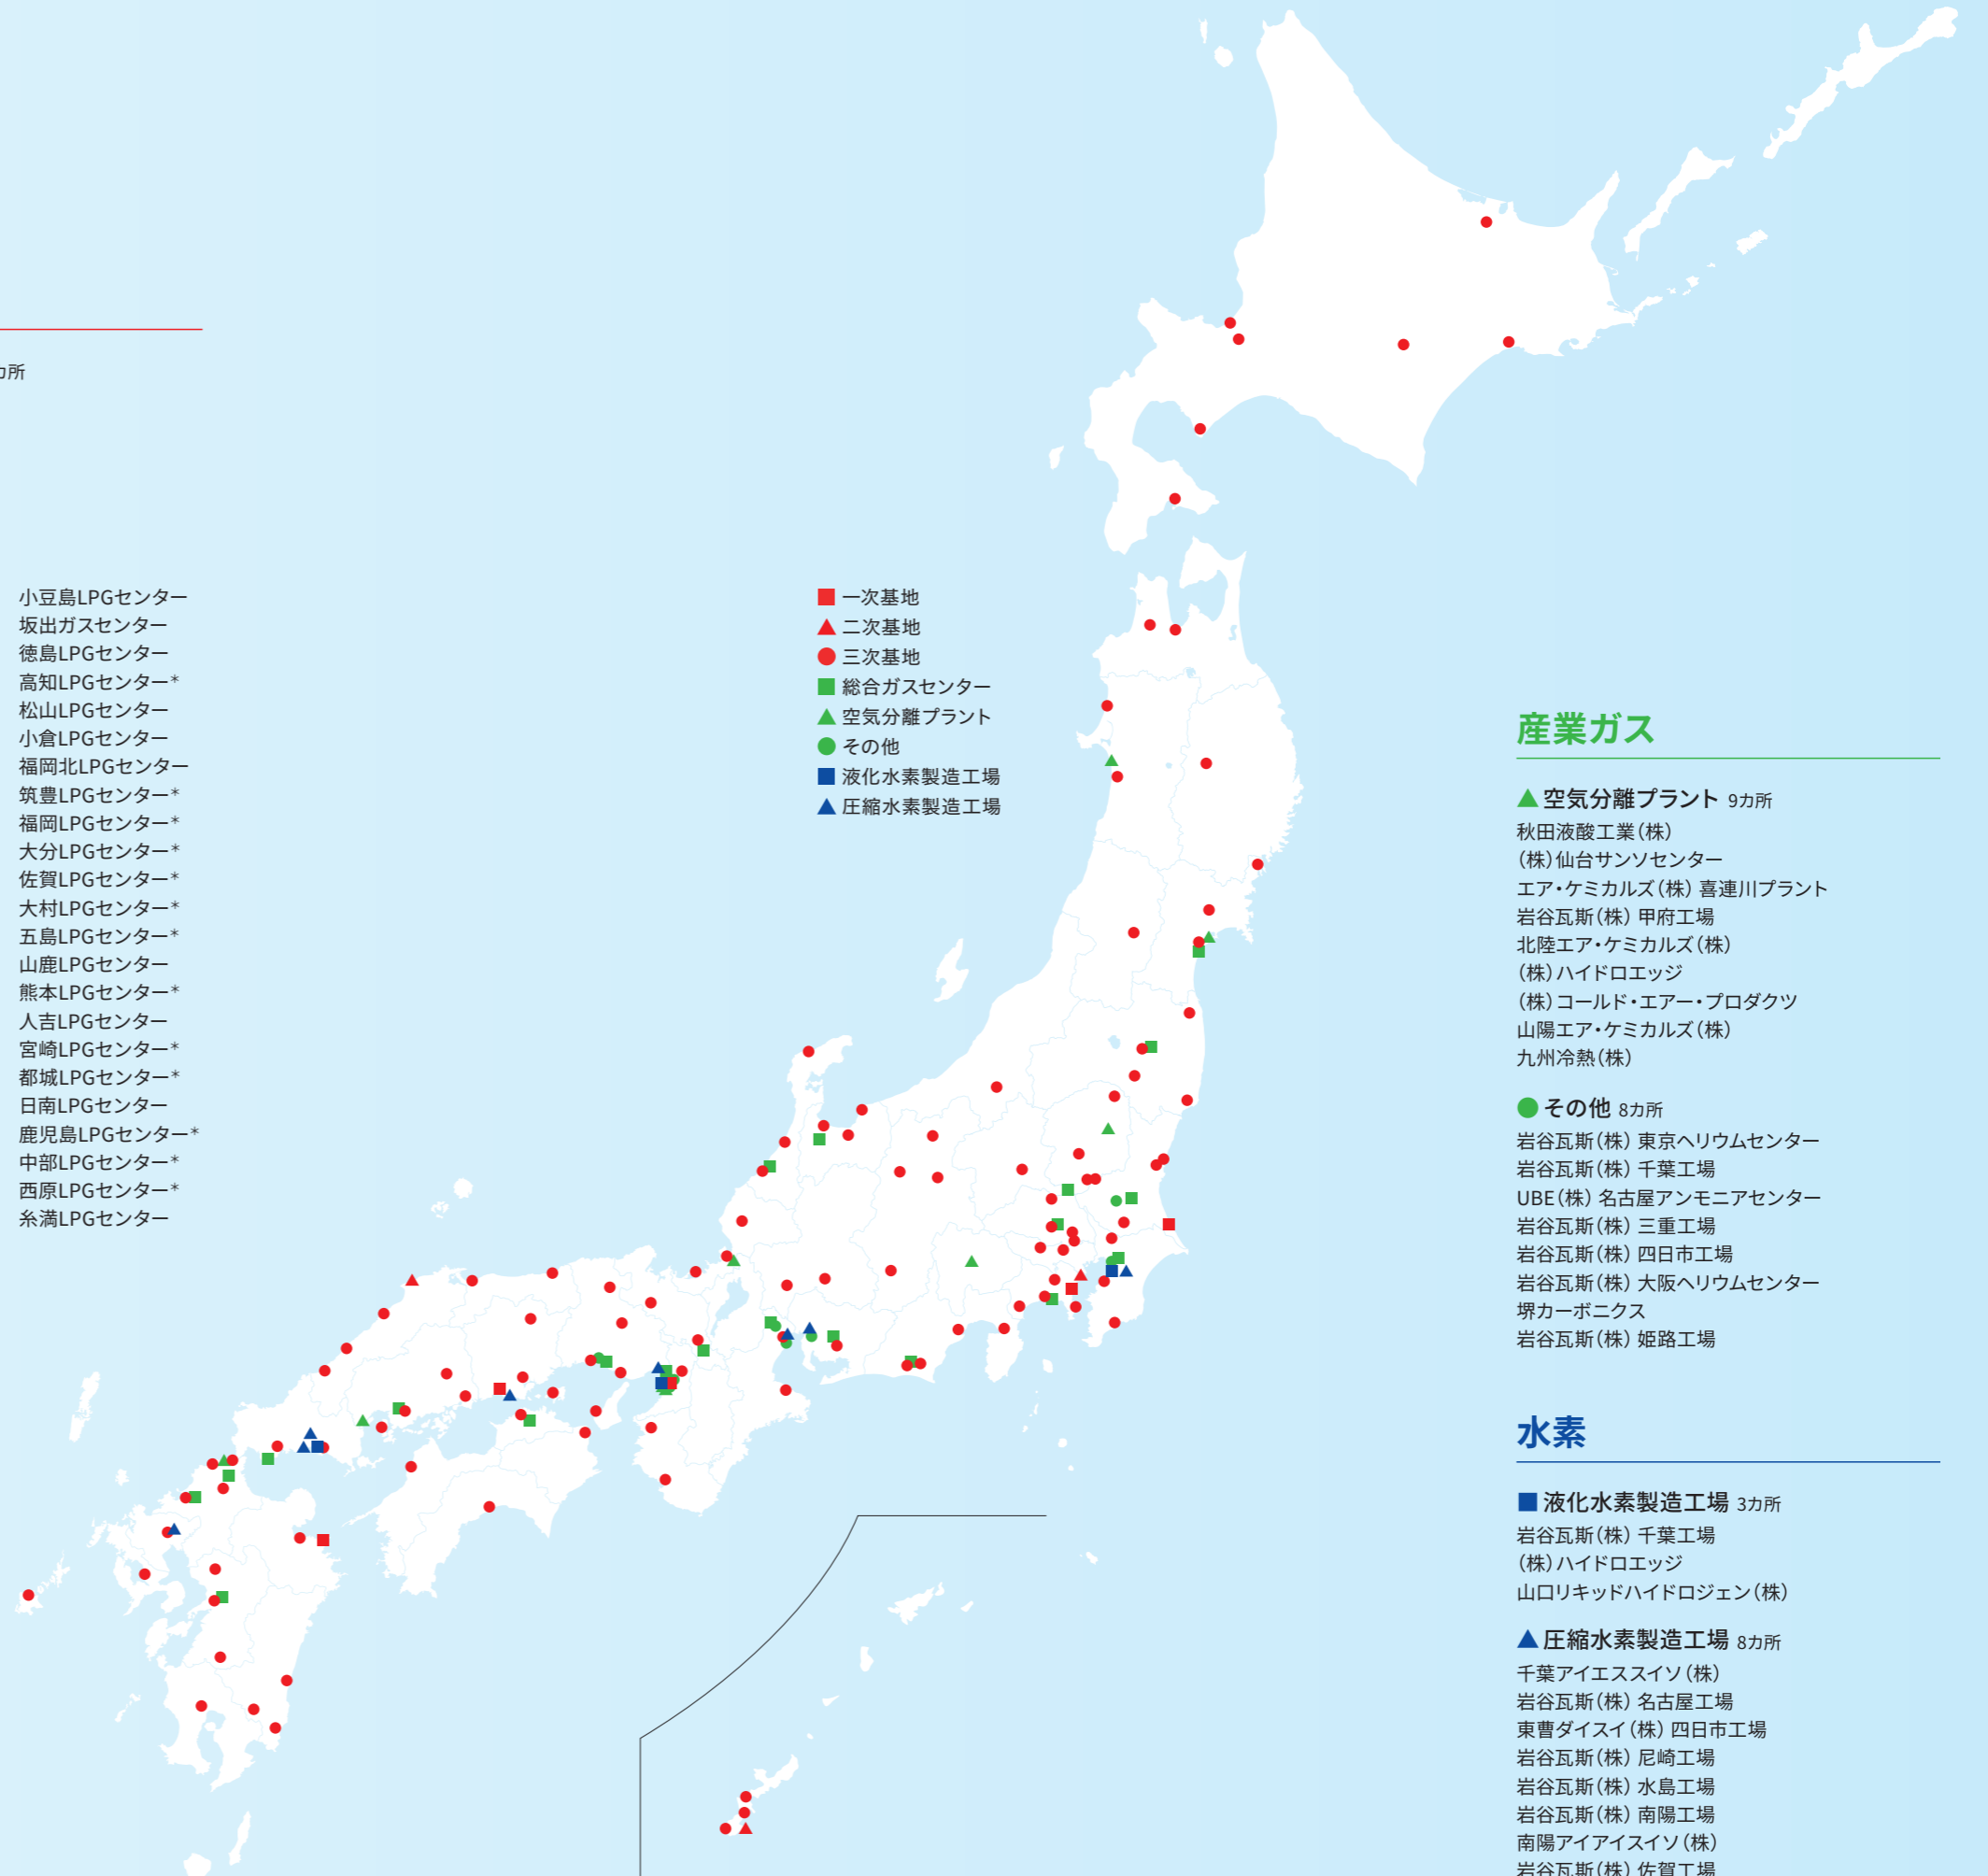 カ所
小豆島LPGセンター
坂出ガスセンター
徳島LPGセンター
高知LPGセンター＊
松山LPGセンター
小倉LPGセンター
福岡北LPGセンター
筑豊LPGセンター＊
福岡LPGセンター＊
大分LPGセンター＊
佐賀LPGセンター＊
大村LPGセンター＊
五島LPGセンター＊
山鹿LPGセンター
熊本LPGセンター＊
人吉LPGセンター
宮崎LPGセンター＊
都城LPGセンター＊
日南LPGセンター
鹿児島LPGセンター＊
中部LPGセンター＊
西原LPGセンター＊
糸満LPGセンター
一次基地
二次基地
三次基地
総合ガスセンター
空気分離プラント
その他
液化水素製造工場
圧縮水素製造工場
産業ガス
空気分離プラント 9カ所
秋田液酸工業（株）
（株）仙台サンソセンター
エア・ケミカルズ（株） 喜連川プラント
岩谷瓦斯（株） 甲府工場
北陸エア・ケミカルズ（株）
（株）ハイドロエッジ
（株）コールド・エアー・プロダクツ
山陽エア・ケミカルズ（株）
九州冷熱（株）
その他 8カ所
岩谷瓦斯（株） 東京ヘリウムセンター
岩谷瓦斯（株） 千葉工場
UBE（株） 名古屋アンモニアセンター
岩谷瓦斯（株） 三重工場
岩谷瓦斯（株） 四日市工場
岩谷瓦斯（株） 大阪ヘリウムセンター
堺カーボニクス
岩谷瓦斯（株） 姫路工場
水素
液化水素製造工場 3カ所
岩谷瓦斯（株） 千葉工場
（株）ハイドロエッジ
山口リキッドハイドロジェン（株）
圧縮水素製造工場 8カ所
千葉アイエススイソ（株）
岩谷瓦斯（株） 名古屋工場
東曹ダイスイ（株） 四日市工場
岩谷瓦斯（株） 尼崎工場
岩谷瓦斯（株） 水島工場
岩谷瓦斯（株） 南陽工場
南陽アイアイスイソ（株）
岩谷瓦斯（株） 佐賀工場